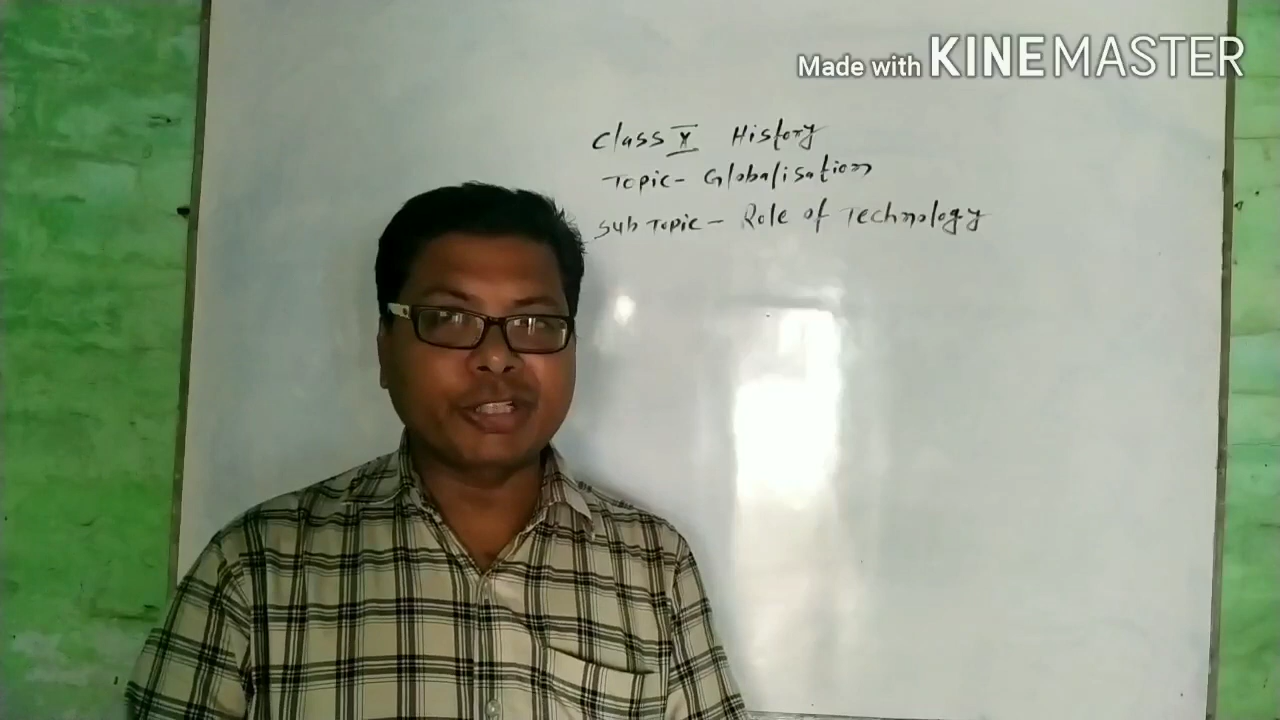 Made with KINEMASTER
Class X History
Topic - Globalisation
Sub Topic - Role of Technology